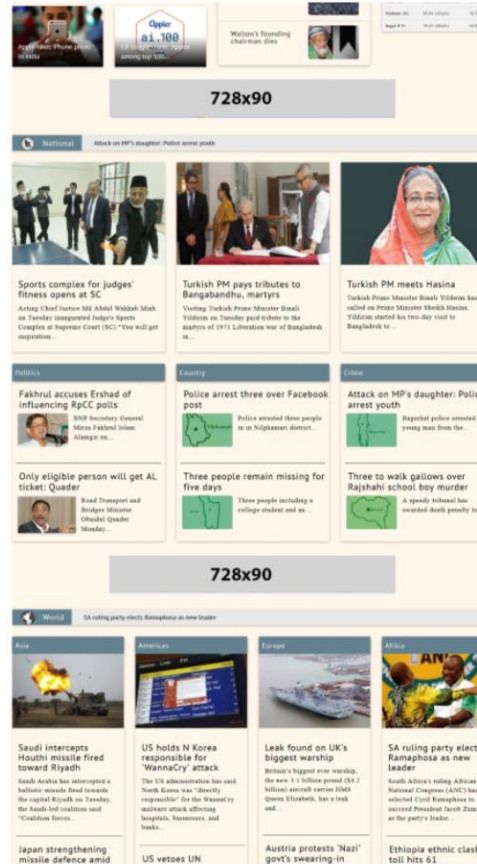 Appier
ai.100
in India
among top 100...
Walton's founding
chairman dies
728x90
National
Attack on MP's daughter: Police arrest youth
Sports complex for judges'
fitness opens at SC
Acting Chief Justice Md Abdul Wahhab Miah
on Tuesday inaugurated Judge's Sports
Complex at Supreme Court (SC). "You will get
inspiration...
Turkish PM pays tributes to
Bangabandhu, martyrs
Visiting Turkish Prime Minister Binali
Yildirim on Tuesday paid tribute to the
martyrs of 1971 Liberation war of Bangladesh
in...
Turkish PM meets Hasina
Turkish Prime Minister Binali Yildirim has
called on Prime Minister Sheikh Hasina.
Yildirim started his two-day visit to
Bangladesh to...
Politics
Fakhrul accuses Ershad of
influencing RpCC polls
BNP Secretary General
Mirza Fakhrul Islam
Alamgir on...
Only eligible person will get AL
ticket: Quader
Road Transport and
Bridges Minister
Obaidul Quader
Monday...
Country
Police arrest three over Facebook
post
Police arrested three people
in in Nilphamari district...
Three people remain missing for
five days
Three people including a
college student and an...
Crime
Attack on MP's daughter: Polic
arrest youth
Bagerhat police arrested
young man from the...
Three to walk gallows over
Rajshahi school boy murder
A speedy tribunal has
awarded death penalty to
728x90
World
SA ruling party elects Ramaphosa as new leader
Asia
Saudi intercepts
Houthi missile fired
toward Riyadh
Saudi Arabia has intercepted a
ballistic missile fired towards
the capital Riyadh on Tuesday,
the Saudi-led coalition said
"Coalition forces...
Japan strengthening
missile defence amid
Americas
US holds N Korea
responsible for
'WannaCry' attack
The US administration has said
North Korea was "directly
responsible" for the WannaCry
malware attack affecting
hospitals, businesses, and
banks...
US vetoes UN
Europe
Leak found on UK's
biggest warship
Britain's biggest ever warship,
the new 3.1 billion pound ($4.2
billion) aircraft carrier HMS
Queen Elizabeth, has a leak
and...
Austria protests 'Nazi'
govt's swearing-in
Africa
SA ruling party elect
Ramaphosa as new
leader
South Africa's ruling African
National Congress (ANC) has
selected Cyril Ramaphosa to
succeed President Jacob Zum
as the party's leader...
Ethiopia ethnic clash
toll hits 61